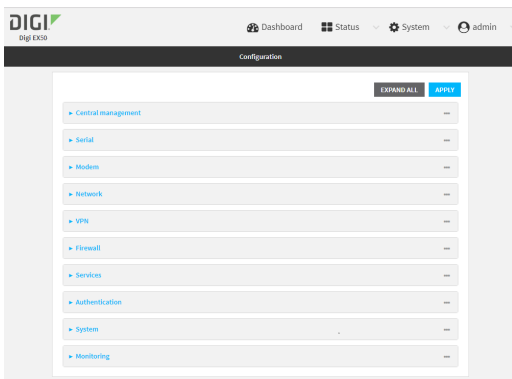 DIGI
Digi EX50
Dashboard
Status
System
admin
Configuration
EXPAND ALL
APPLY
Central management
Serial
Modem
Network
VPN
Firewall
Services
Authentication
System
Monitoring